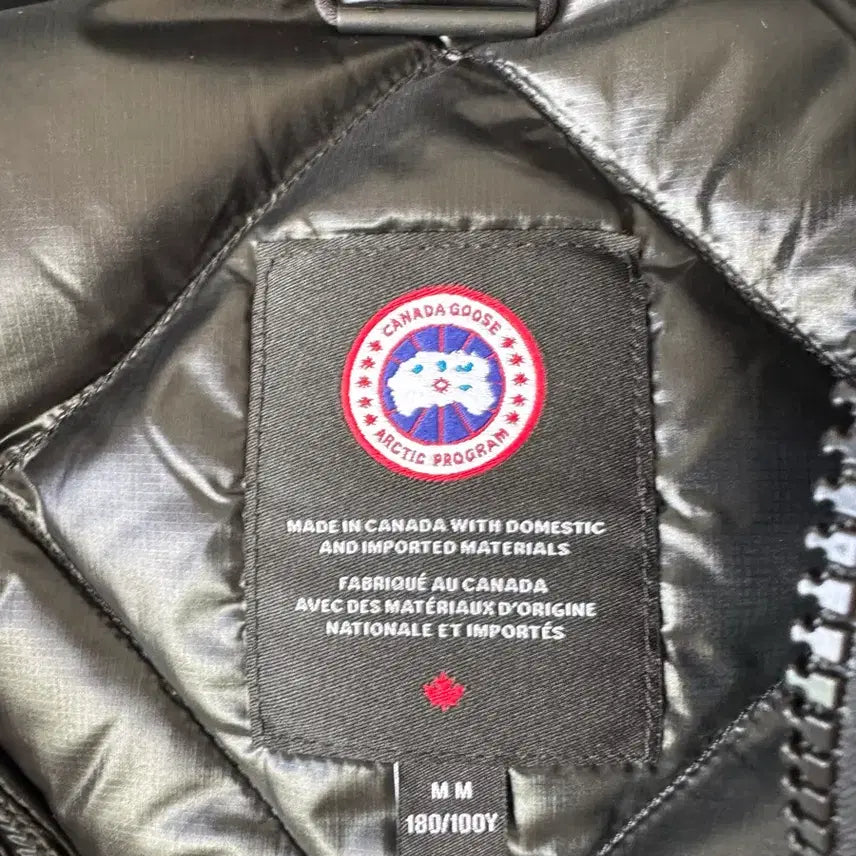 CANADA GOOSE
ARCTIC PROGRAM
MADE IN CANADA WITH DOMESTIC
AND IMPORTED MATERIALS
FABRIQUÉ AU CANADA
AVEC DES MATÉRIAUX D'ORIGINE
NATIONALE ET IMPORTÉS
M M
180/100Y